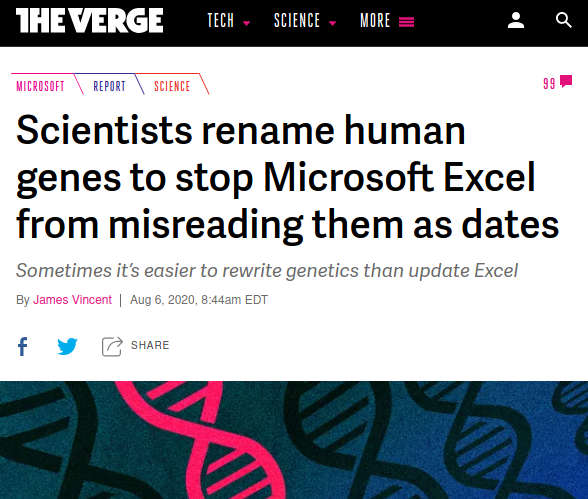 THE VERGE TECH SCIENCE MORE
MICROSOFT REPORT SCIENCE 99
Scientists rename human
genes to stop Microsoft Excel
from misreading them as dates
Sometimes it's easier to rewrite genetics than update Excel
By James Vincent | Aug 6, 2020, 8:44am EDT
SHARE